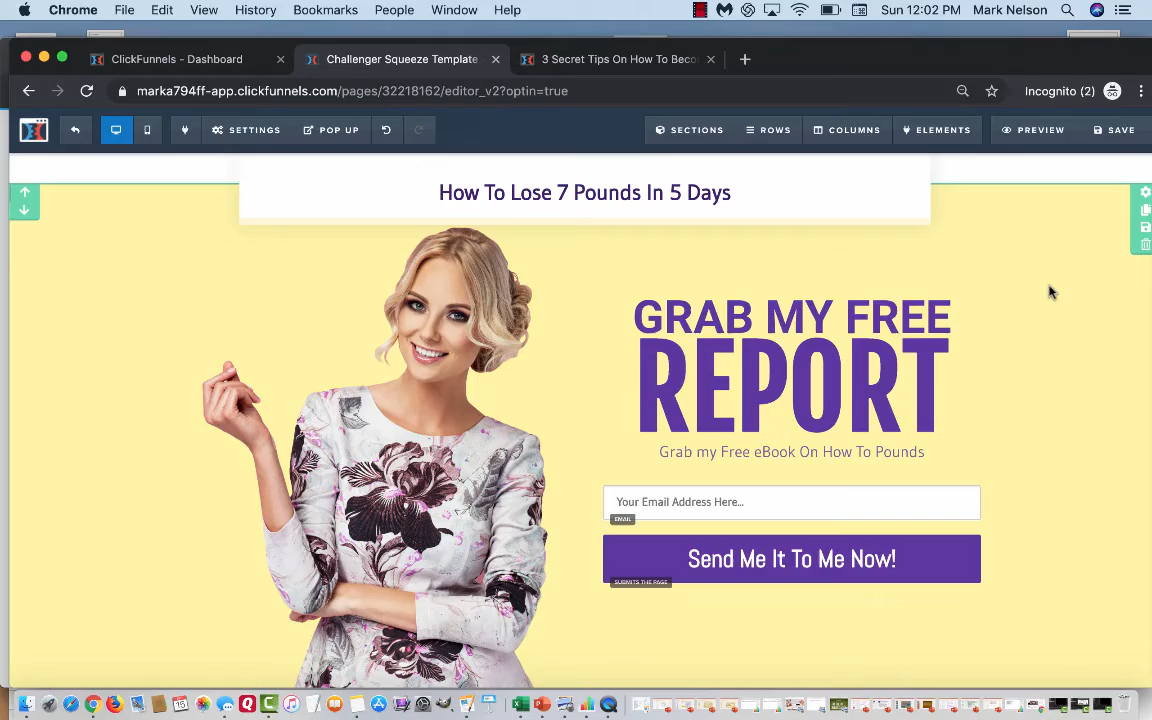 Chrome File Edit View History Bookmarks People Window Help Sun 12:02 PM Mark Nelson
ClickFunnels - Dashboard Challenger Squeeze Template 3 Secret Tips On How To Beco
marka794ff-app.clickfunnels.com/pages/32218162/editor_v2?optin=true Incognito (2)
SETTINGS POP UP SECTIONS ROWS COLUMNS ELEMENTS PREVIEW SAVE
How To Lose 7 Pounds In 5 Days
GRAB MY FREE
REPORT
Grab my Free eBook On How To Pounds
Your Email Address Here...
EMAIL
Send Me It To Me Now!
SUBMITS THE PAGE